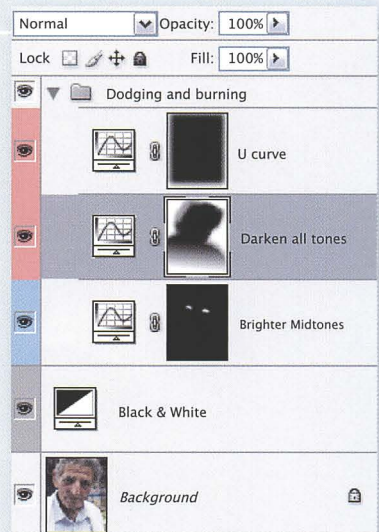 Normal Opacity: 100%
Lock Fill: 100%
Dodging and burning
U curve
Darken all tones
Brighter Midtones
Black & White
Background